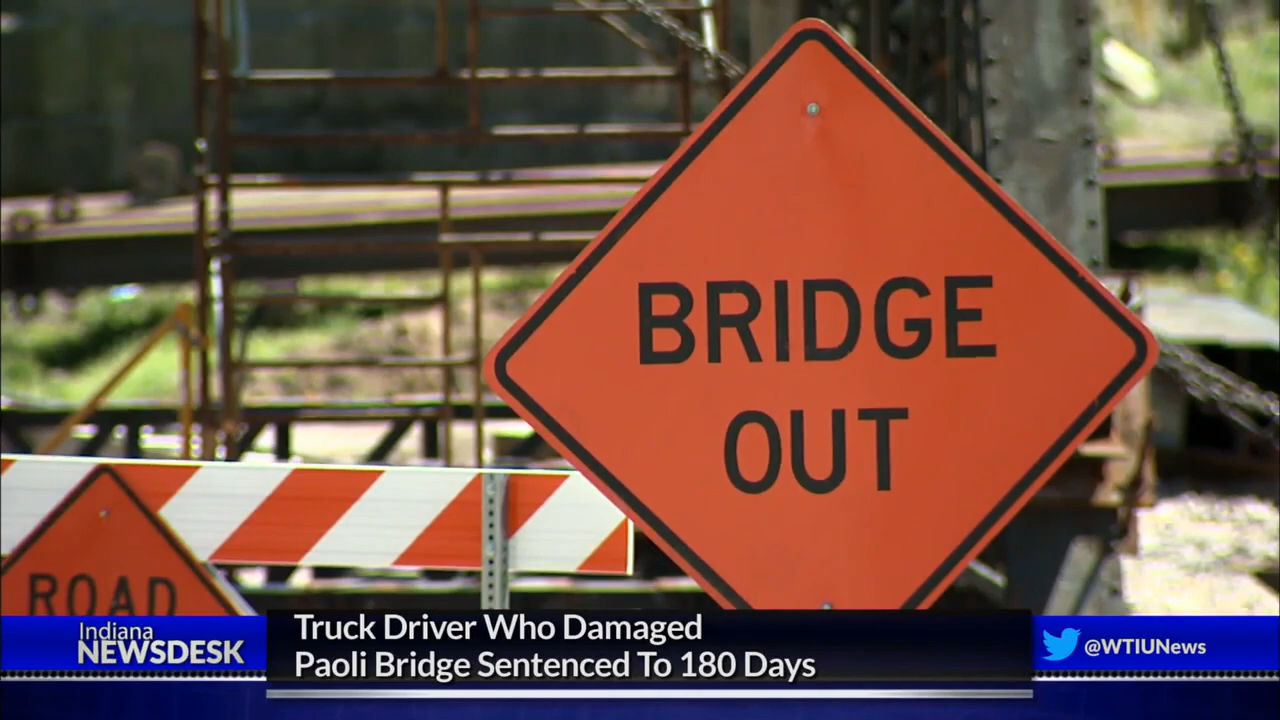 BRIDGE
OUT
ROAD
Indiana
NEWSDESK
Truck Driver Who Damaged
Paoli Bridge Sentenced To 180 Days
@WTIUNews